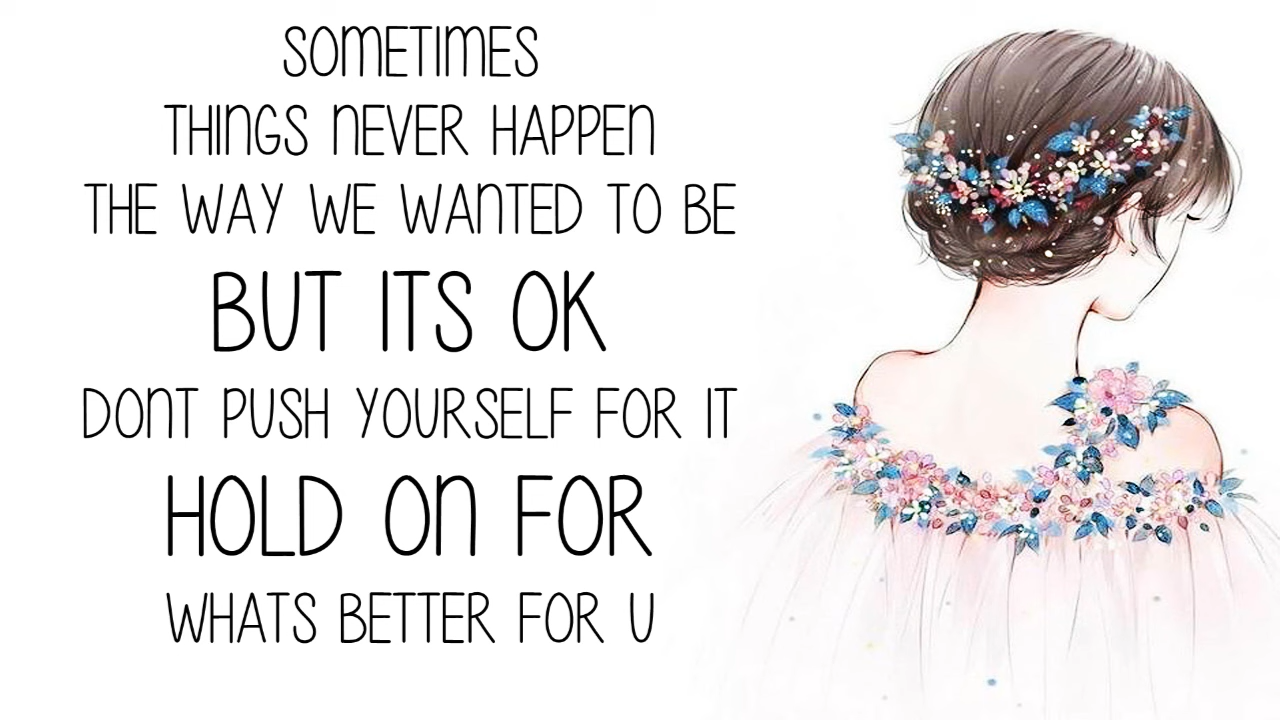 SOMETIMES
THINGS NEVER HAPPEN
THE WAY WE WANTED TO BE
BUT ITS OK
DONT PUSH YOURSELF FOR IT
HOLD ON FOR
WHATS BETTER FOR U